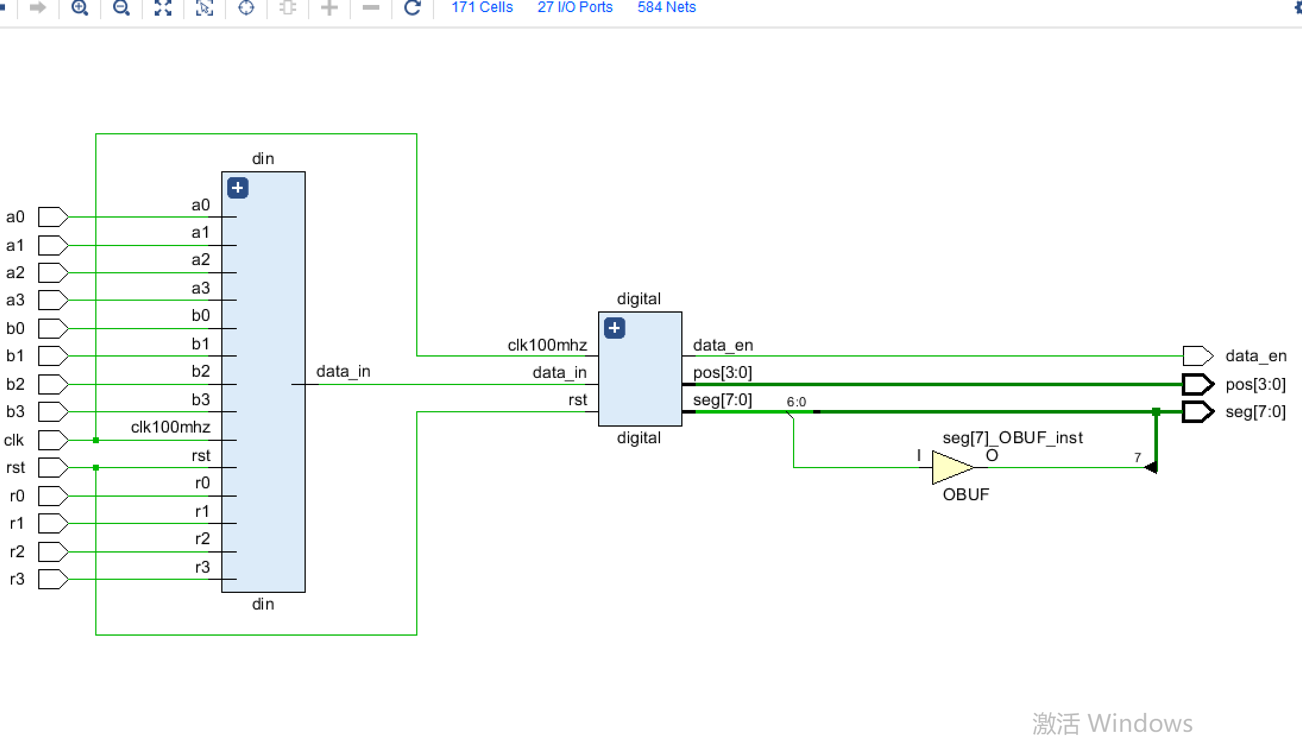 171 Cells 27 I/O Ports 584 Nets
din
a0 a0
a1 a1
a2 a2
a3 a3
b0 b0
b1 b1
b2 b2
b3 b3
clk clk100mhz
rst rst
r0 r0
r1 r1
r2 r2
r3 r3
data_in
din
digital
clk100mhz data_en
data_in pos[3:0]
rst seg[7:0]
digital
6:0
seg[7]_OBUF_inst
I O
OBUF
7
data_en
pos[3:0]
seg[7:0]
激活 Windows